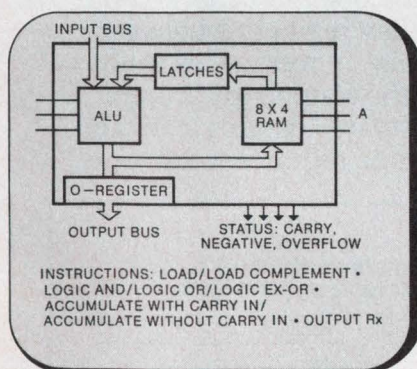 INPUT BUS
LATCHES
ALU
8 X 4
RAM
A
O-REGISTER
OUTPUT BUS
STATUS: CARRY,
NEGATIVE, OVERFLOW
INSTRUCTIONS: LOAD/LOAD COMPLEMENT •
LOGIC AND/LOGIC OR/LOGIC EX-OR •
ACCUMULATE WITH CARRY IN/
ACCUMULATE WITHOUT CARRY IN • OUTPUT Rx